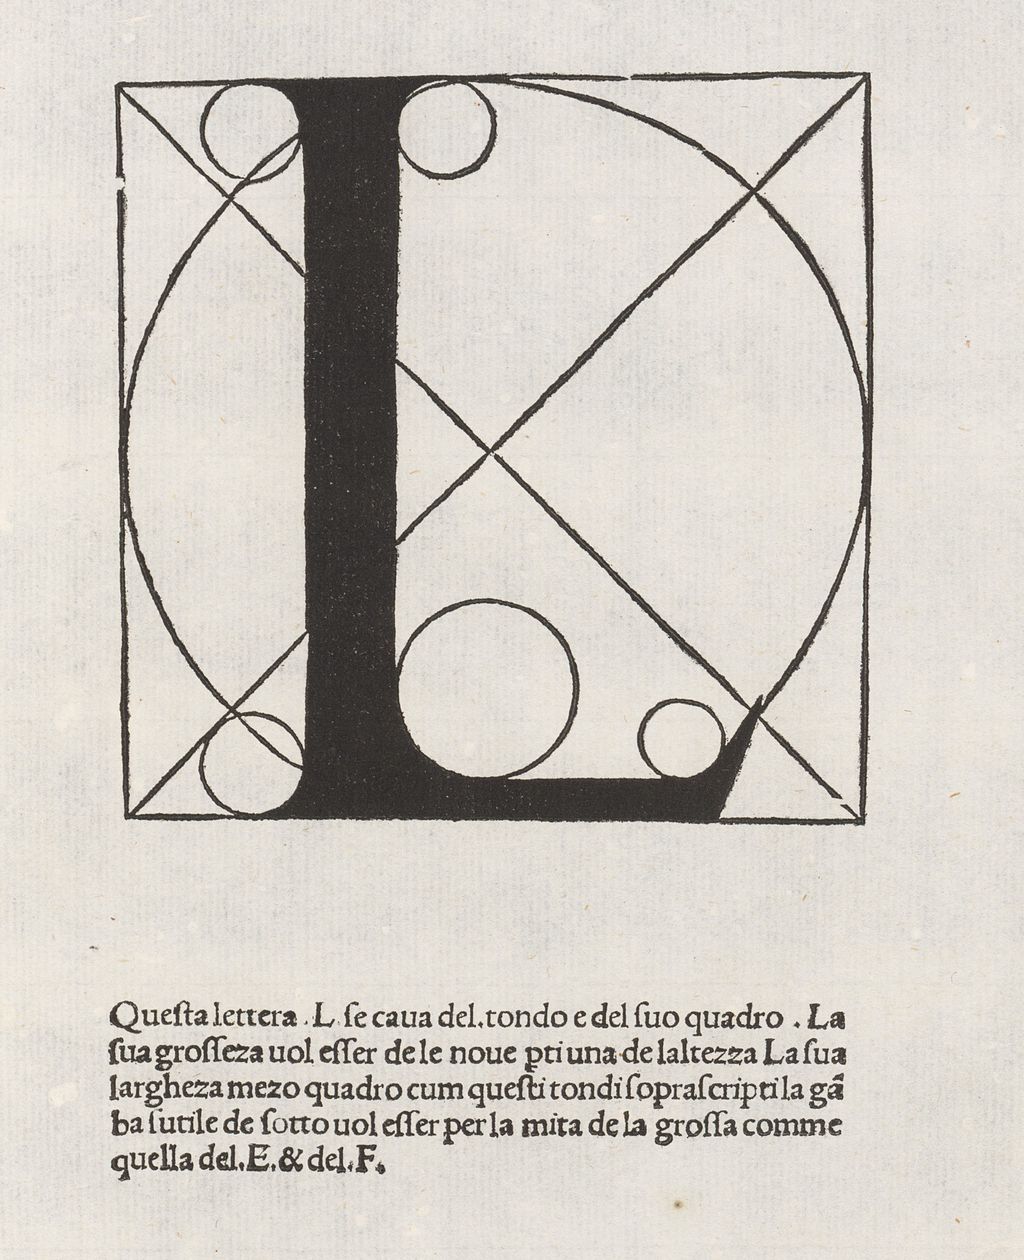 L
Queſta lettera .L. ſe caua del.tondo e del ſuo quadro . La
ſua groſſeza uol eſſer de le noue ꝑti una de laltezza La ſua
largheza mezo quadro cum queſti tondi ſopraſcripti la gã
ba ſutile de ſotto uol eſſer per la mita de la groſſa comme
quella del.E.& del.F.